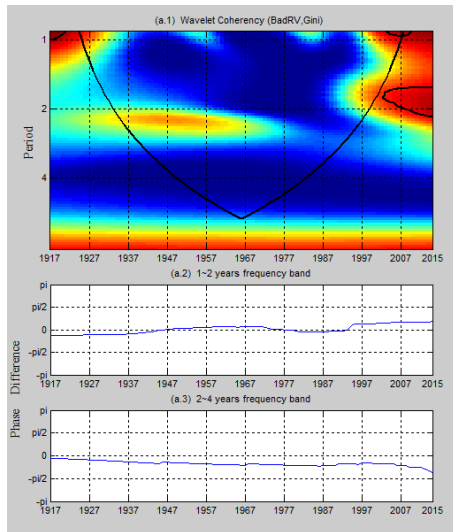 (a.1) Wavelet Coherency (BadRV,Gini)
1
2
4
Period
1917 1927 1937 1947 1957 1967 1977 1987 1997 2007 2015
(a.2) 1~2 years frequency band
pi
pi/2
0
-pi/2
-pi
1917 1927 1937 1947 1957 1967 1977 1987 1997 2007 2015
Phase Difference
(a.3) 2~4 years frequency band
pi
pi/2
0
-pi/2
-pi
1917 1927 1937 1947 1957 1967 1977 1987 1997 2007 2015